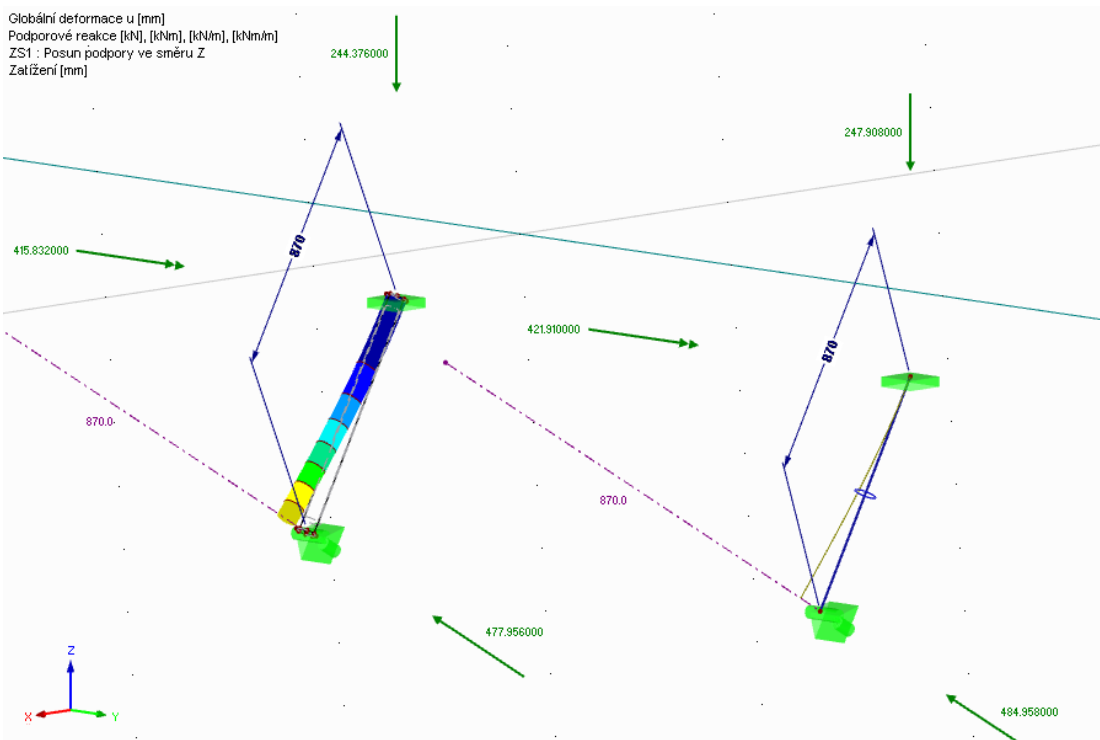 Globální deformace u [mm]
Podporové reakce [kN], [kNm], [kN/m], [kNm/m]
ZS1 : Posun podpory ve směru Z
Zatížení [mm]
244.376000
247.908000
415.832000
870
421.910000
870
870.0
870.0
477.956000
484.958000
Z
X
Y